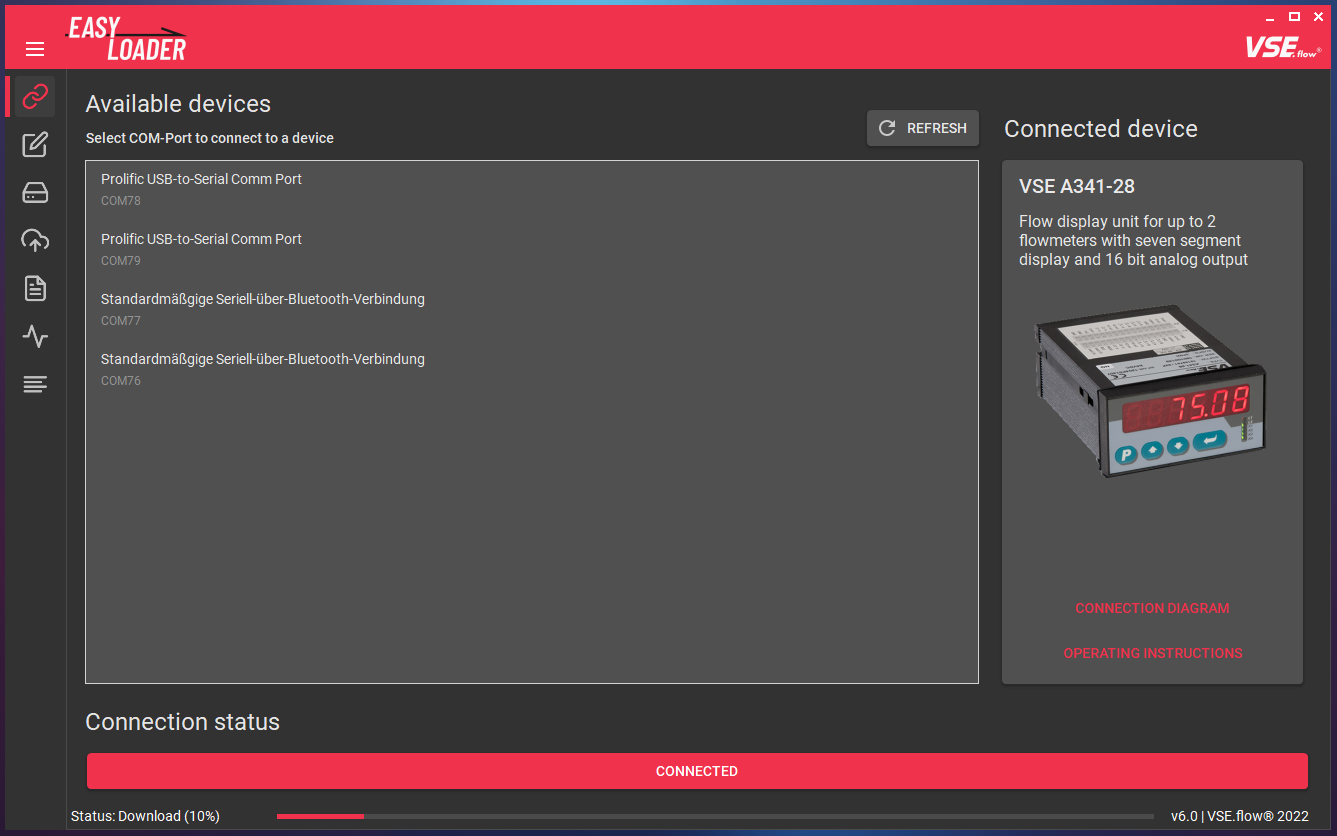 EASY
LOADER
VSE.flow®
Available devices
Select COM-Port to connect to a device
REFRESH
Prolific USB-to-Serial Comm Port
COM78
Prolific USB-to-Serial Comm Port
COM79
Standardmäßgige Seriell-über-Bluetooth-Verbindung
COM77
Standardmäßgige Seriell-über-Bluetooth-Verbindung
COM76
Connected device
VSE A341-28
Flow display unit for up to 2
flowmeters with seven segment
display and 16 bit analog output
VSE
75.08
P
CONNECTION DIAGRAM
OPERATING INSTRUCTIONS
Connection status
CONNECTED
Status: Download (10%)
v6.0 | VSE.flow® 2022